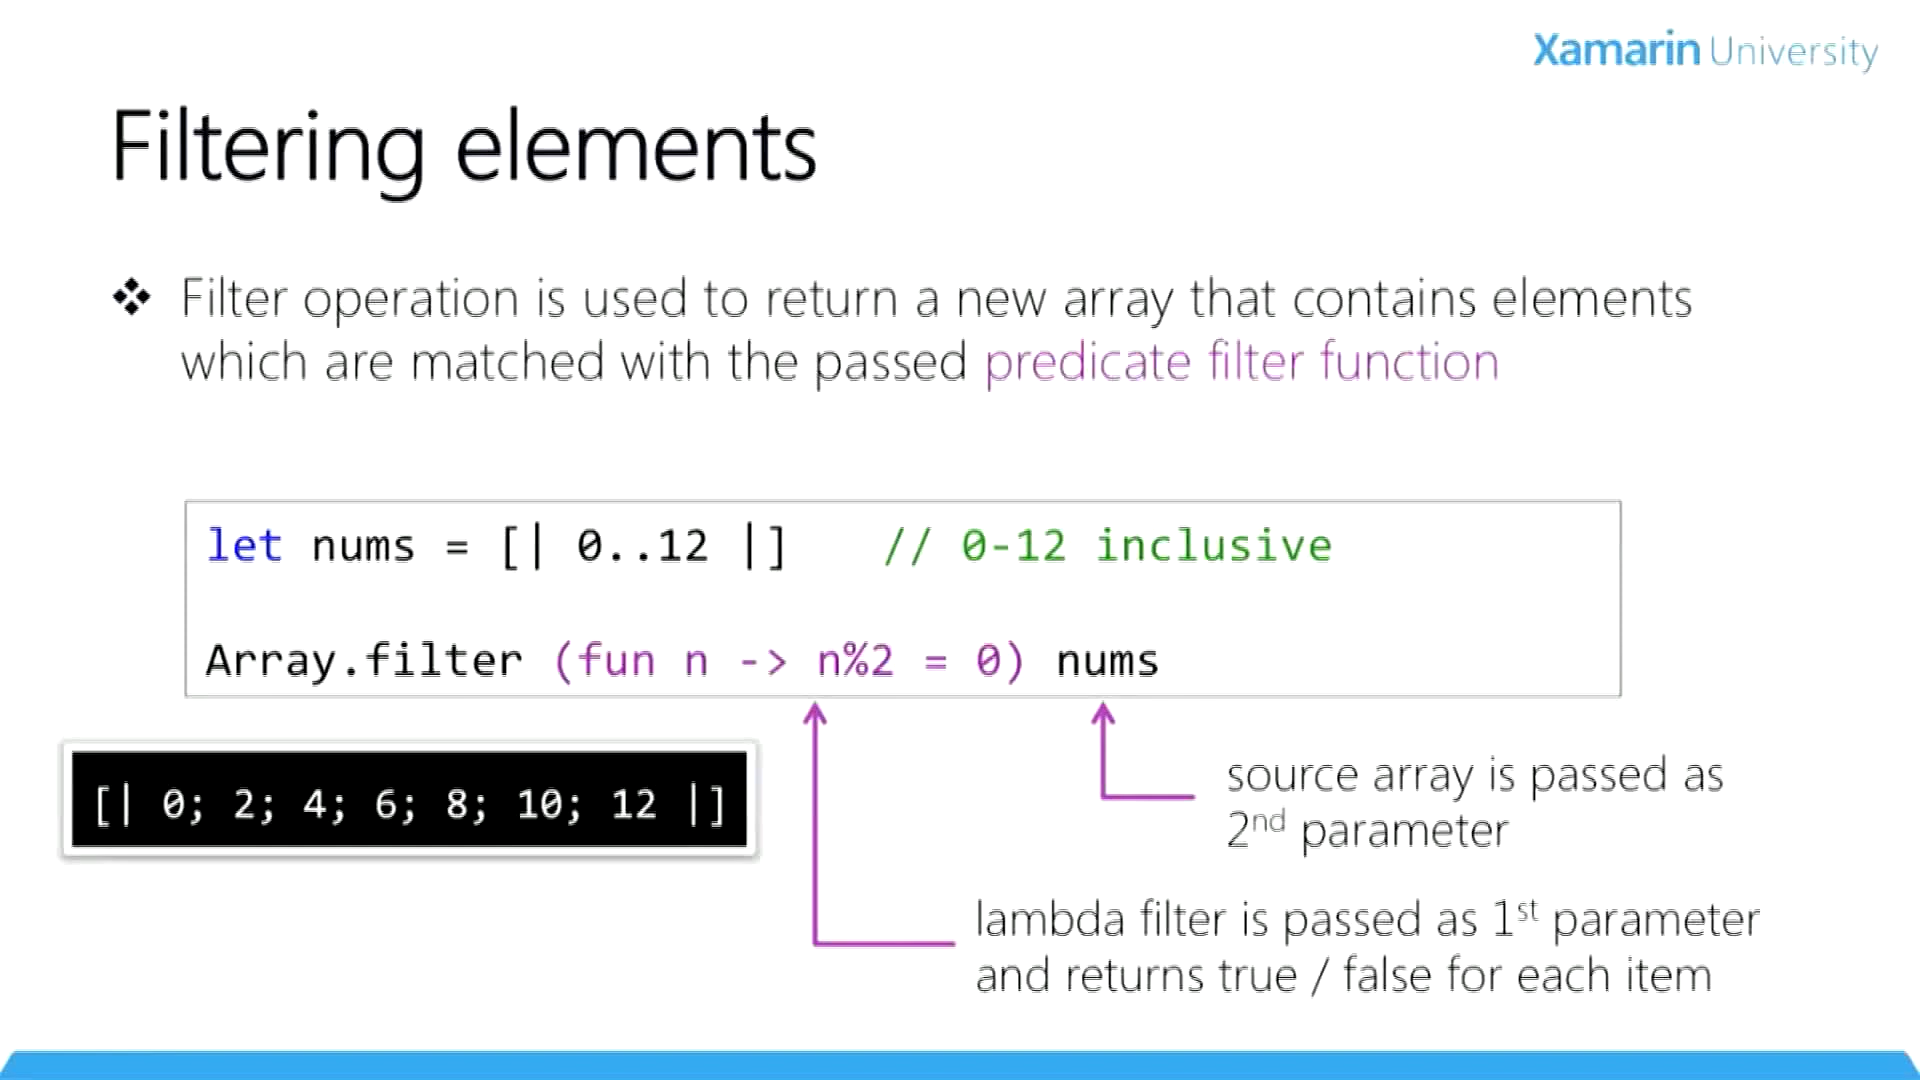 Xamarin University
Filtering elements
❖ Filter operation is used to return a new array that contains elements
which are matched with the passed predicate filter function
let nums = [| 0..12 |]   // 0-12 inclusive
Array.filter (fun n -> n%2 = 0) nums
[| 0; 2; 4; 6; 8; 10; 12 |]
source array is passed as
2nd parameter
lambda filter is passed as 1st parameter
and returns true / false for each item